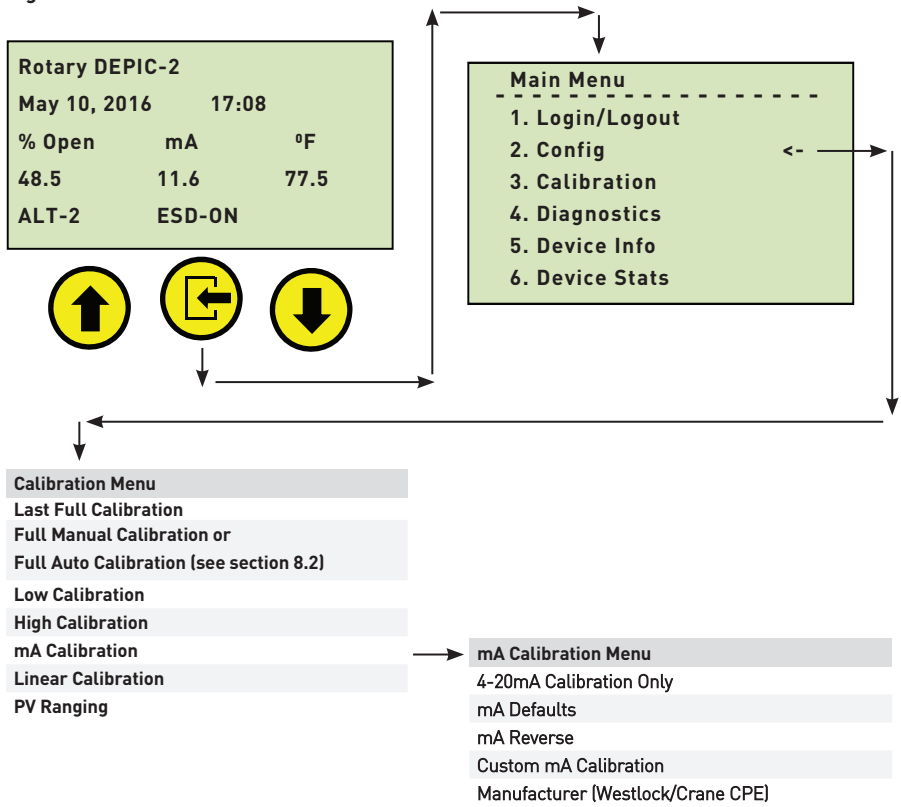 Rotary DEPIC-2
May 10, 2016 17:08
% Open mA ºF
48.5 11.6 77.5
ALT-2 ESD-ON
Main Menu
1. Login/Logout
2. Config <-
3. Calibration
4. Diagnostics
5. Device Info
6. Device Stats
Calibration Menu
Last Full Calibration
Full Manual Calibration or
Full Auto Calibration (see section 8.2)
Low Calibration
High Calibration
mA Calibration
Linear Calibration
PV Ranging
mA Calibration Menu
4-20mA Calibration Only
mA Defaults
mA Reverse
Custom mA Calibration
Manufacturer (Westlock/Crane CPE)